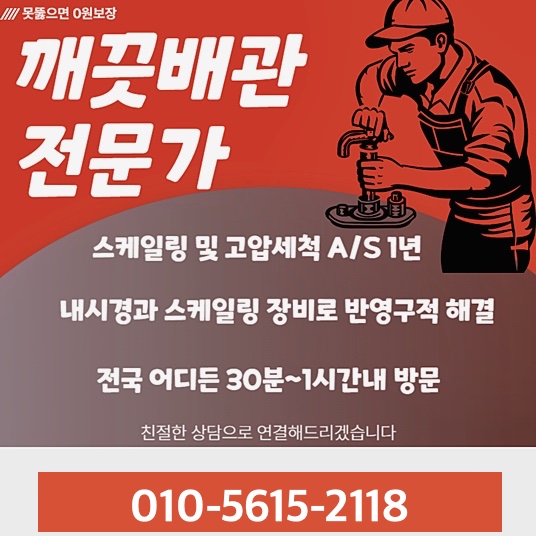 //// 못뚫으면 0원보장
깨끗배관
전문가
스케일링 및 고압세척 A/S 1년
내시경과 스케일링 장비로 반영구적 해결
전국 어디든 30분~1시간내 방문
친절한 상담으로 연결해드리겠습니다
010-5615-2118